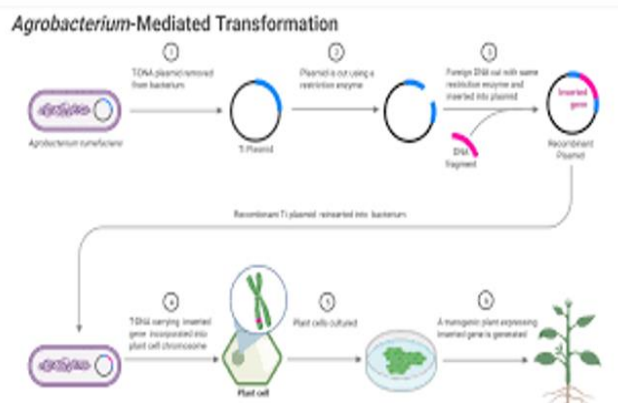 Agrobacterium-Mediated Transformation
1
T-DNA plasmid removed
from bacterium
2
Plasmid is cut using a
restriction enzyme
3
Foreign DNA cut with same
restriction enzyme and
inserted into plasmid
Inserted
gene
Agrobacterium tumefaciens
Ti Plasmid
DNA
fragment
Recombinant
Plasmid
Recombinant Ti plasmid reinserted into bacterium
4
T-DNA carrying inserted
gene incorporated into
plant cell chromosome
5
Plant cells cultured
6
A transgenic plant expressing
inserted gene is generated
Plant cell